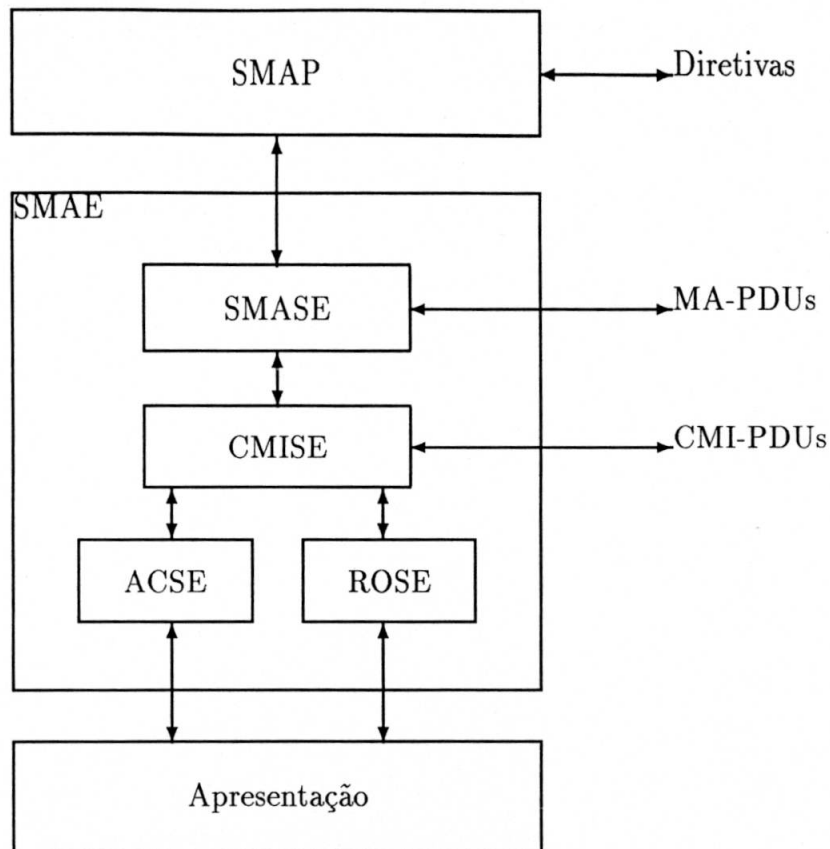 SMAP
Diretivas
SMAE
SMASE
MA-PDUs
CMISE
CMI-PDUs
ACSE
ROSE
Apresentação